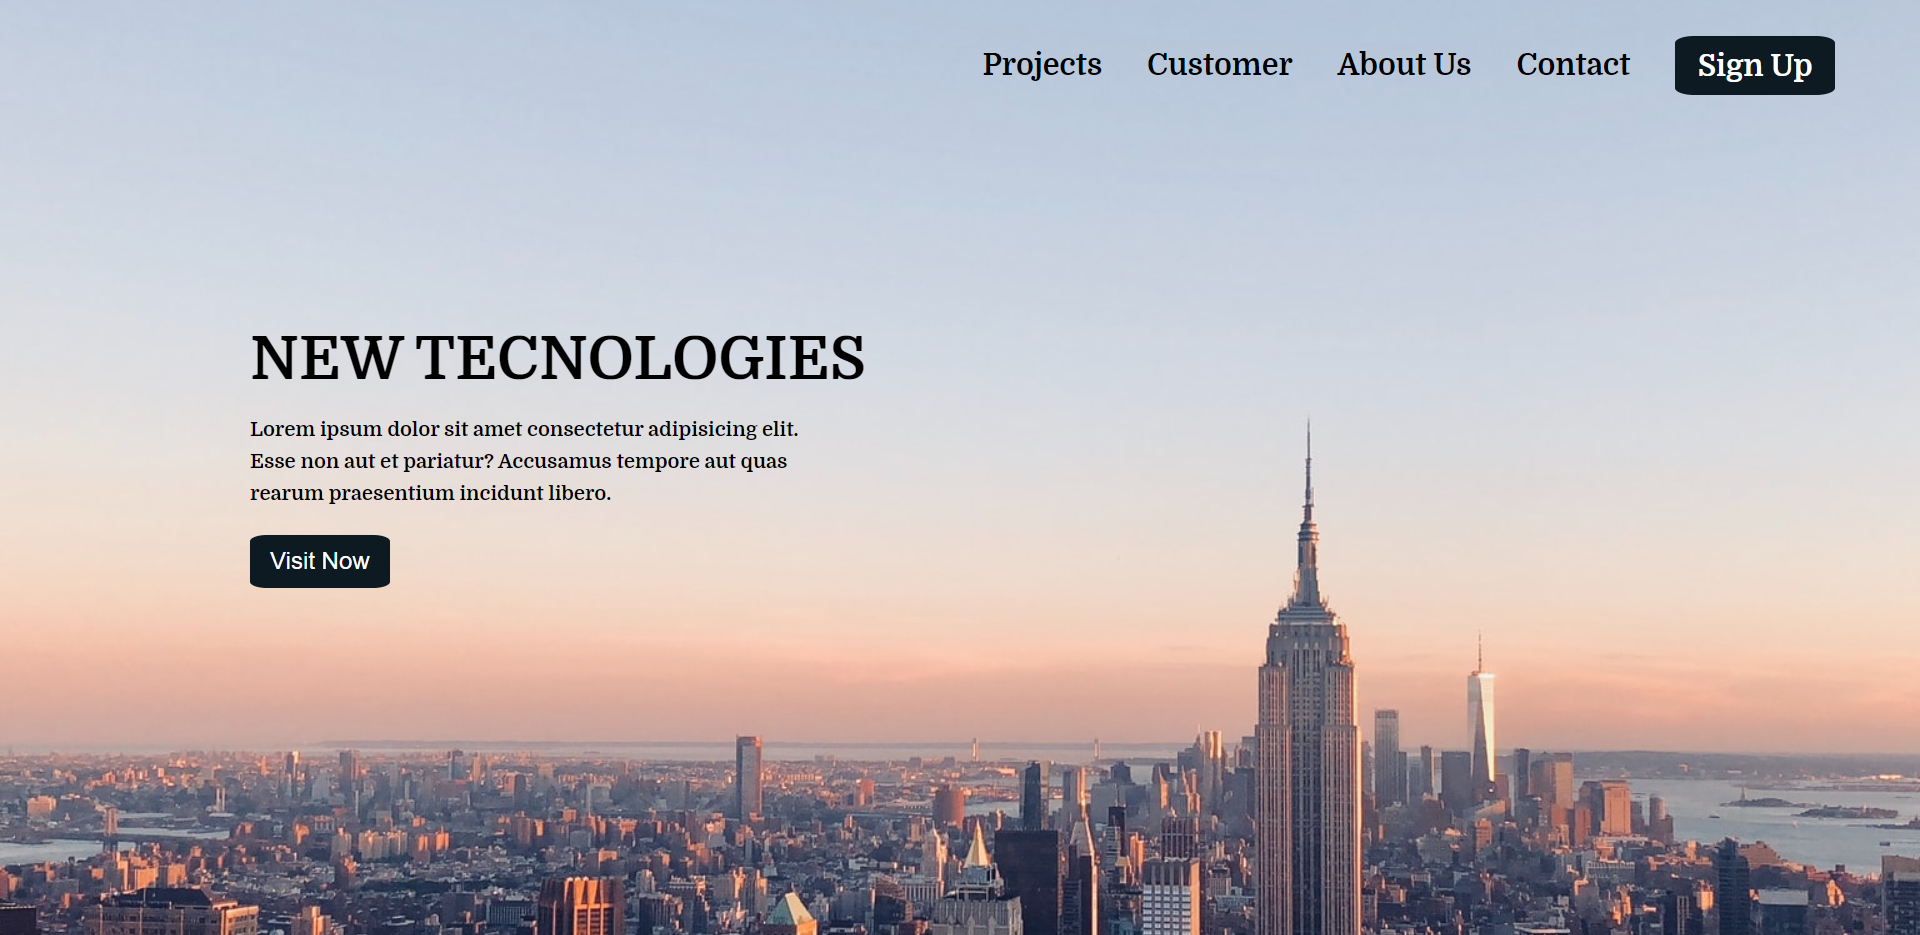 Projects Customer About Us Contact Sign Up
NEW TECNOLOGIES
Lorem ipsum dolor sit amet consectetur adipisicing elit.
Esse non aut et pariatur? Accusamus tempore aut quas
rearum praesentium incidunt libero.
Visit Now